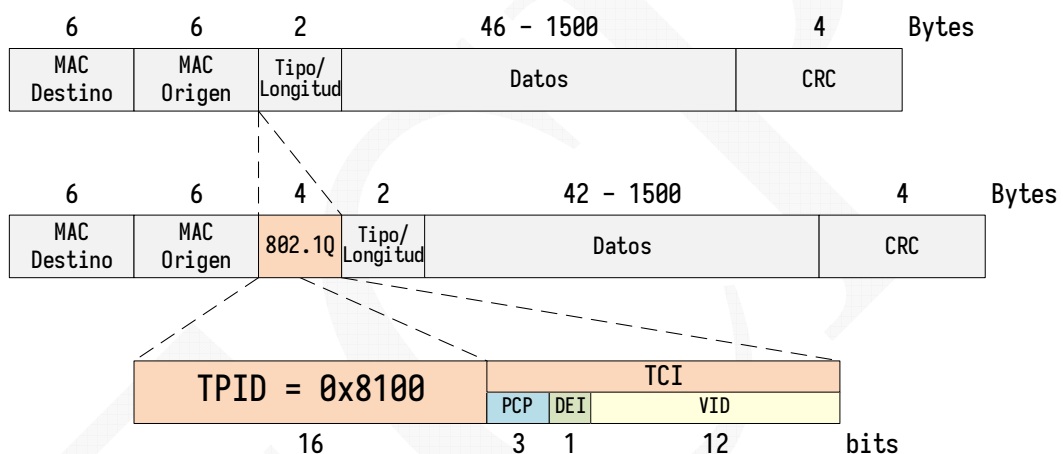 6 6 2 46 - 1500 4 Bytes
MAC Destino MAC Origen Tipo/Longitud Datos CRC
6 6 4 2 42 - 1500 4 Bytes
MAC Destino MAC Origen 802.1Q Tipo/Longitud Datos CRC
TPID = 0x8100 TCI
PCP DEI VID
16 3 1 12 bits